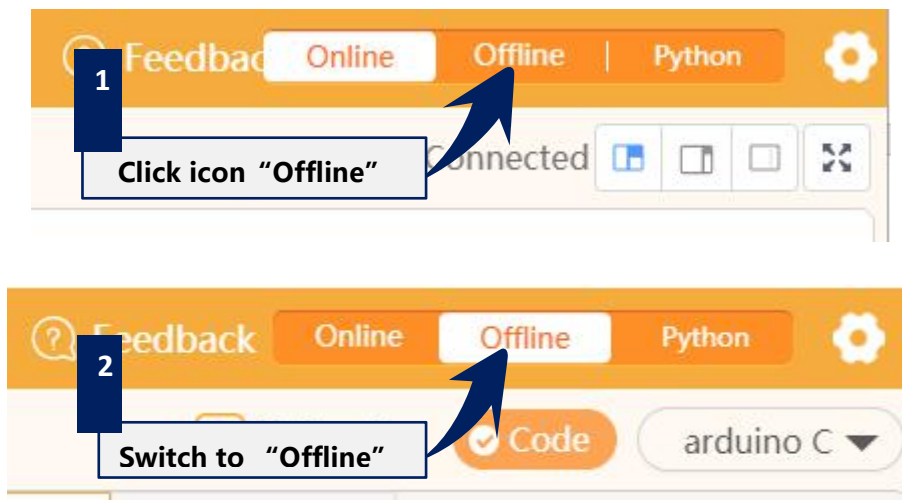 Feedbac Online Offline | Python
1
Click icon “Offline”
Connected
Feedback Online Offline Python
2
Switch to “Offline”
Code arduino C